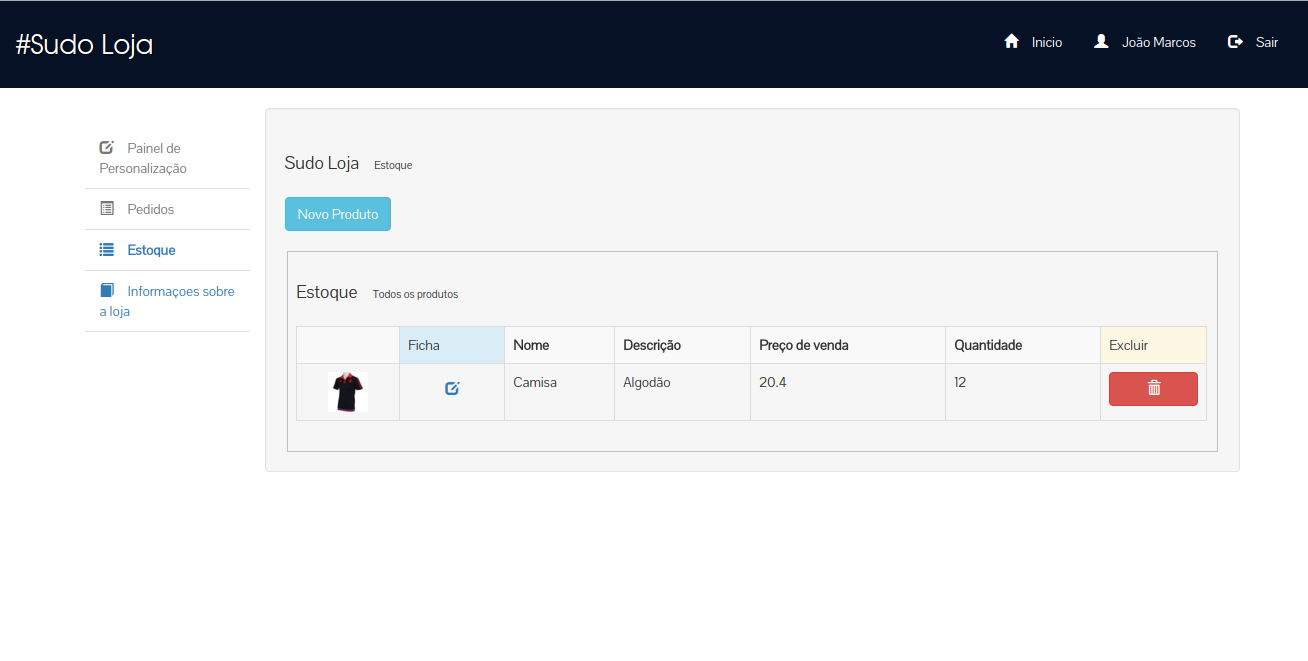 #Sudo Loja
Inicio João Marcos Sair
Painel de
Personalização
Pedidos
Estoque
Informaçoes sobre
a loja
Sudo Loja Estoque
Novo Produto
Estoque Todos os produtos
Ficha Nome Descrição Preço de venda Quantidade Excluir
Camisa Algodão 20.4 12